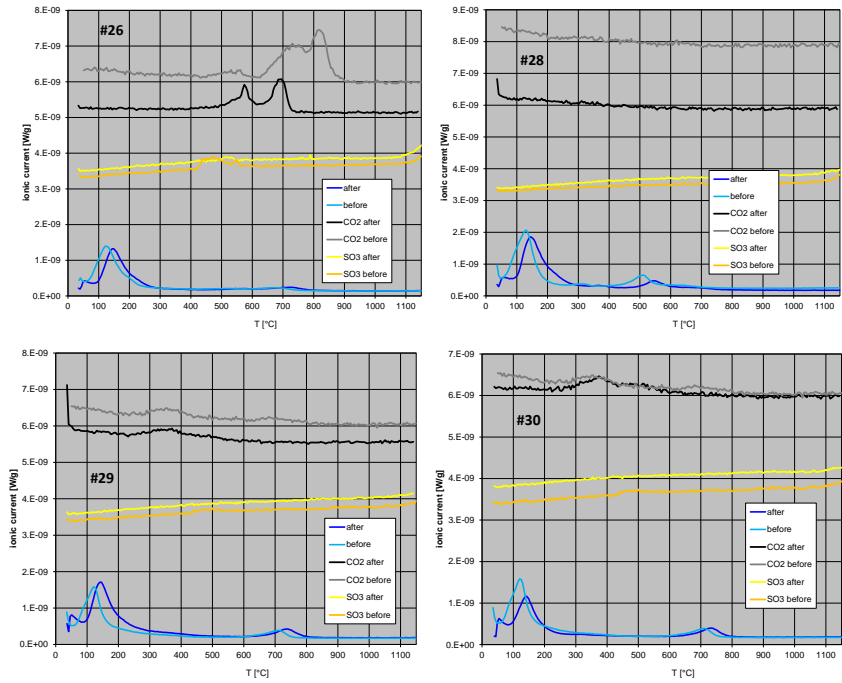 #26
ionic current [W/g]
8.E-09
7.E-09
6.E-09
5.E-09
4.E-09
3.E-09
2.E-09
1.E-09
0.E+00
0 100 200 300 400 500 600 700 800 900 1000 1100
T [°C]
after
before
CO2 after
CO2 before
SO3 after
SO3 before
#28
ionic current [W/g]
9.E-09
8.E-09
7.E-09
6.E-09
5.E-09
4.E-09
3.E-09
2.E-09
1.E-09
0.E+00
0 100 200 300 400 500 600 700 800 900 1000 1100
T [°C]
after
before
CO2 after
CO2 before
SO3 after
SO3 before
#29
ionic current [W/g]
8.E-09
7.E-09
6.E-09
5.E-09
4.E-09
3.E-09
2.E-09
1.E-09
0.E+00
0 100 200 300 400 500 600 700 800 900 1000 1100
T [°C]
after
before
CO2 after
CO2 before
SO3 after
SO3 before
#30
ionic current [W/g]
7.E-09
6.E-09
5.E-09
4.E-09
3.E-09
2.E-09
1.E-09
0.E+00
0 100 200 300 400 500 600 700 800 900 1000 1100
T [°C]
after
before
CO2 after
CO2 before
SO3 after
SO3 before